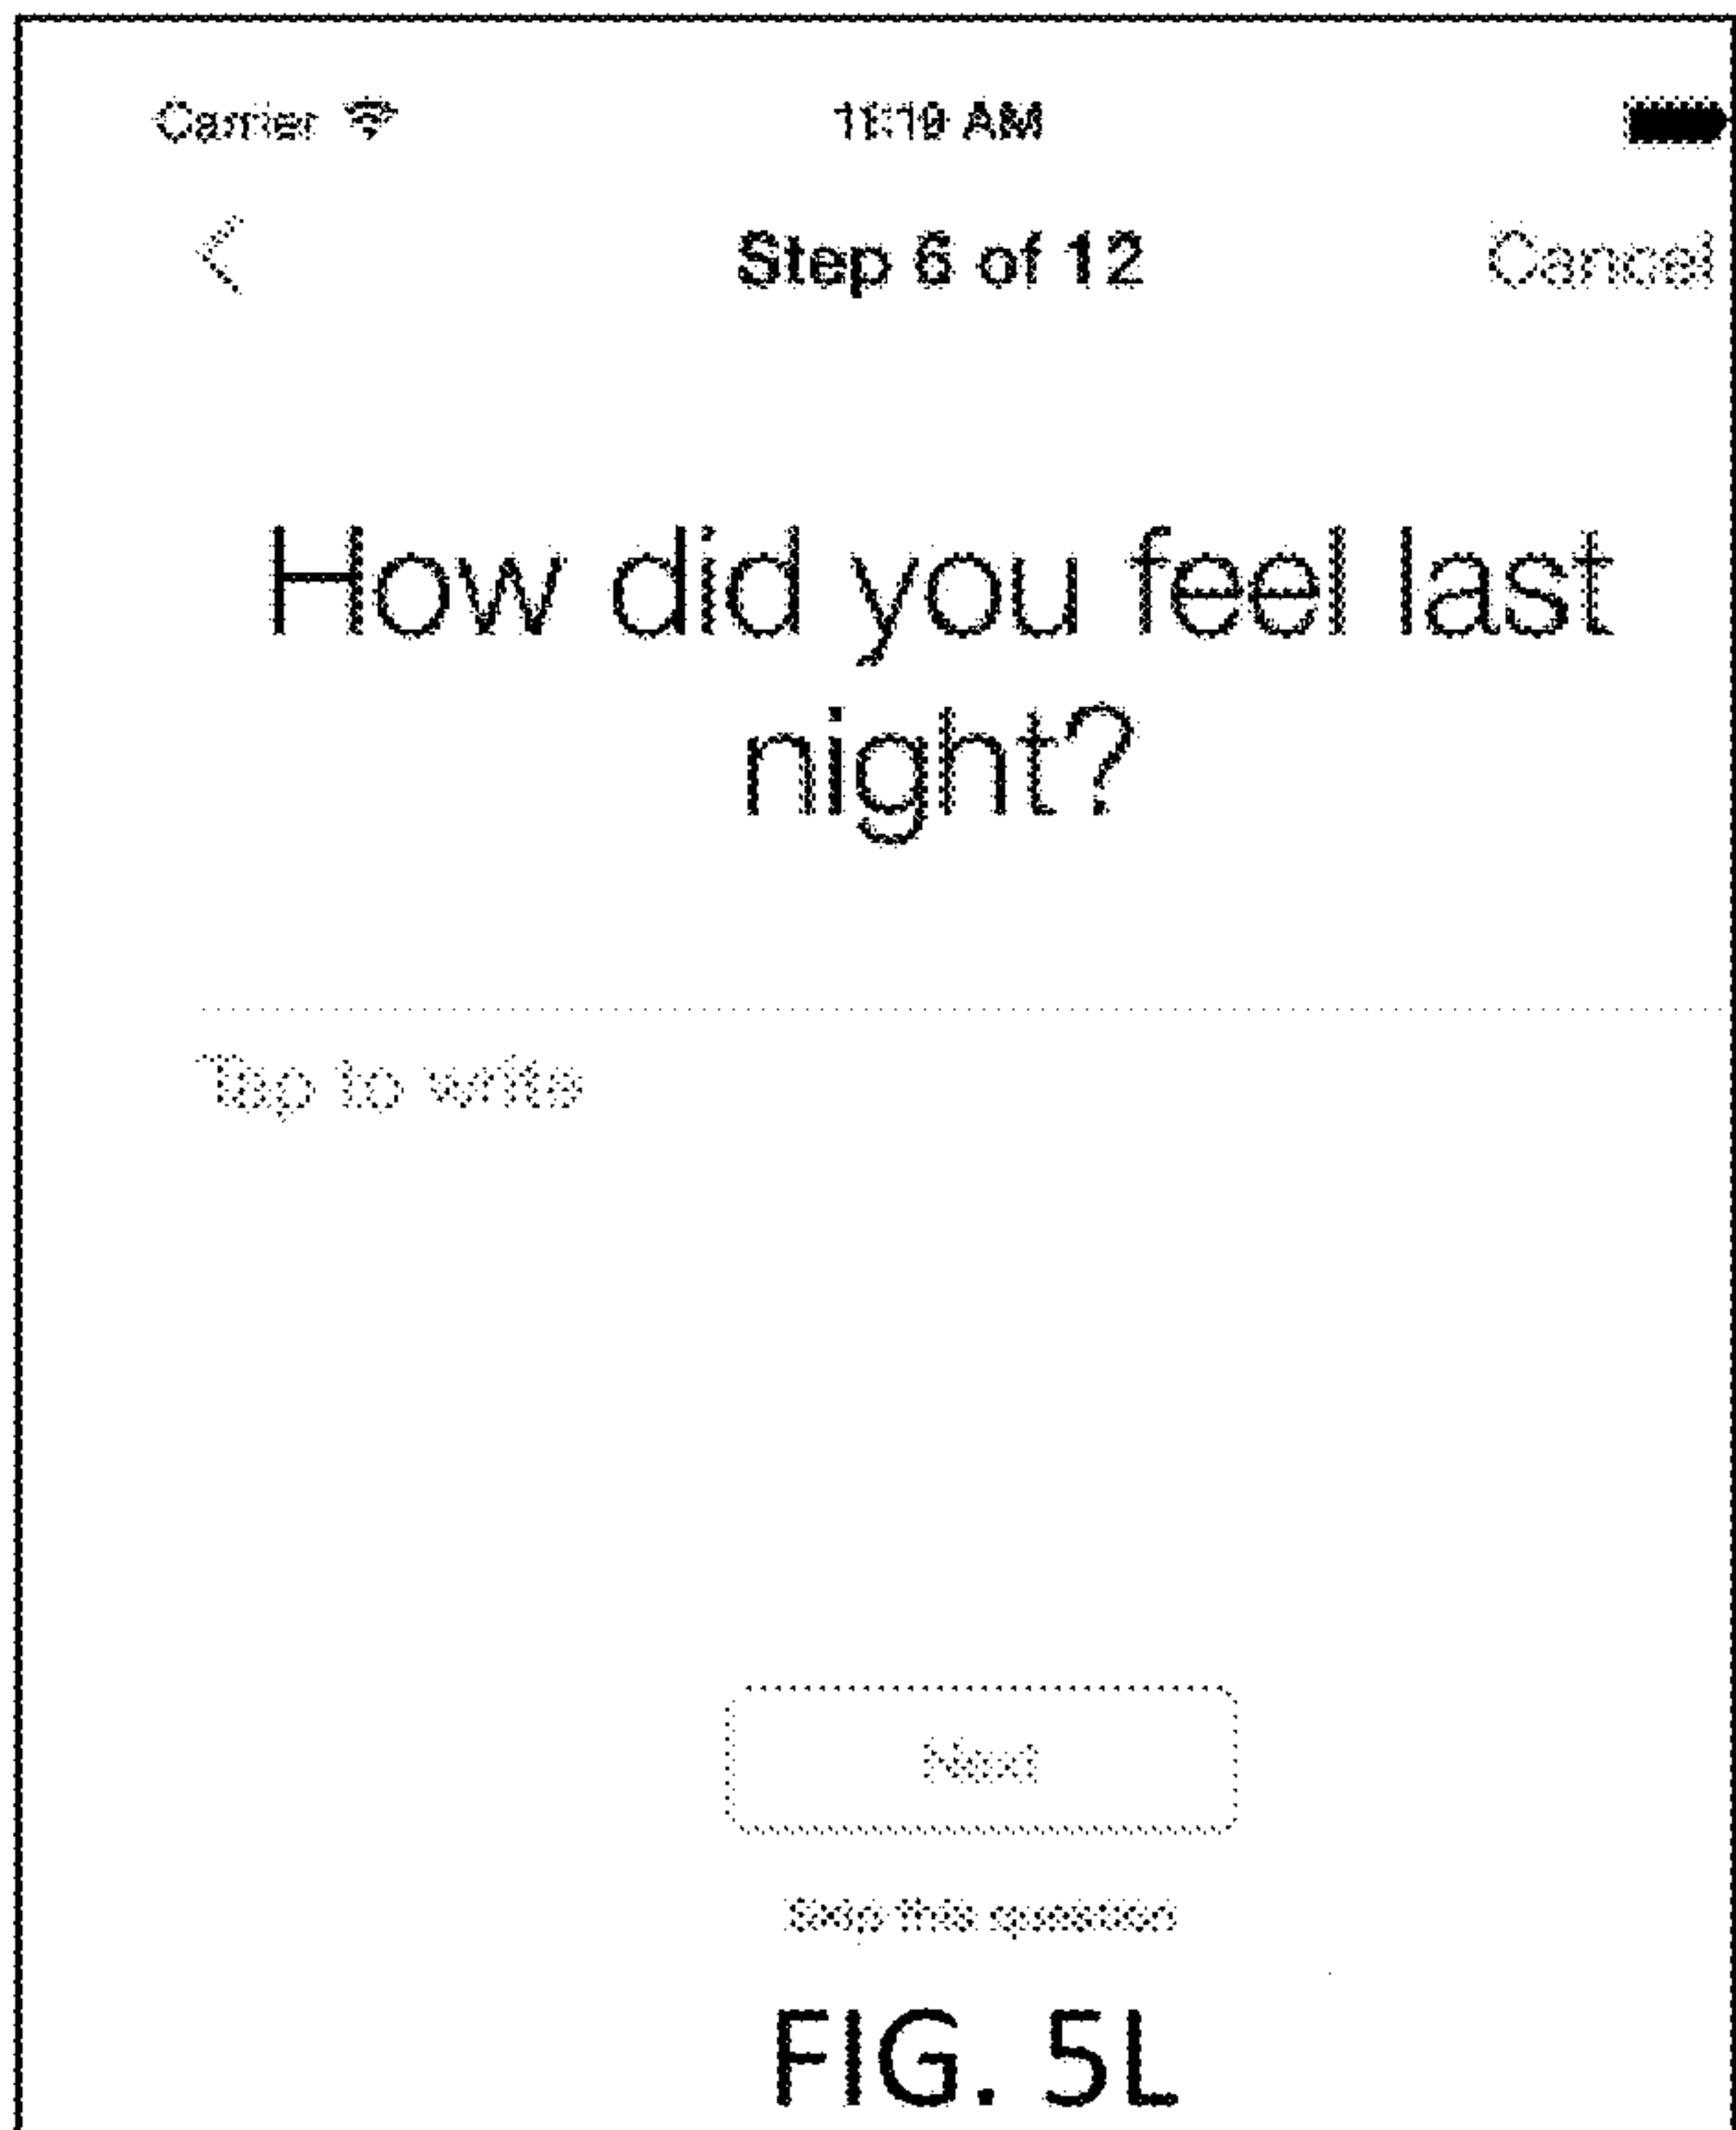 Carrier 11:19 AM
Step 6 of 12 Cancel
How did you feel last
night?
Tap to write
Next
Skip this question
FIG. 5L